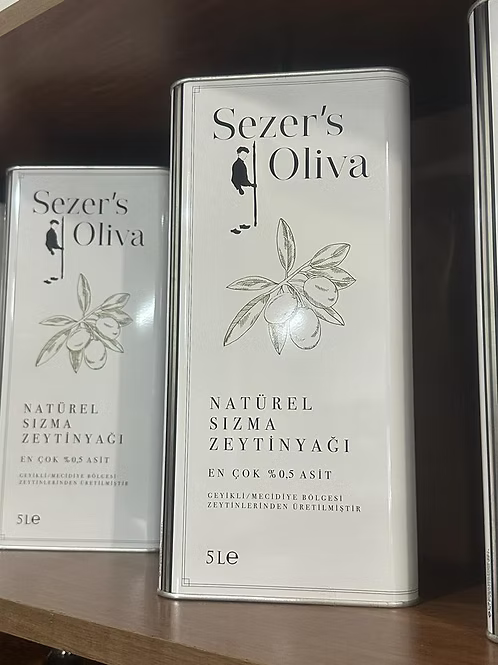 Sezer's
Oliva
NATÜREL
SIZMA
ZEYTİNYAĞI
EN ÇOK %0,5 ASİT
GEYİKLİ/MECİDİYE BÖLGESİ
ZEYTİNLERİNDEN ÜRETİLMİŞTİR
5Le
Sezer's
Oliva
NATÜREL
SIZMA
ZEYTİNYAĞI
EN ÇOK %0,5 ASİT
GEYİKLİ/MECİDİYE BÖLGESİ
ZEYTİNLERİNDEN ÜRETİLMİŞTİR
5Le